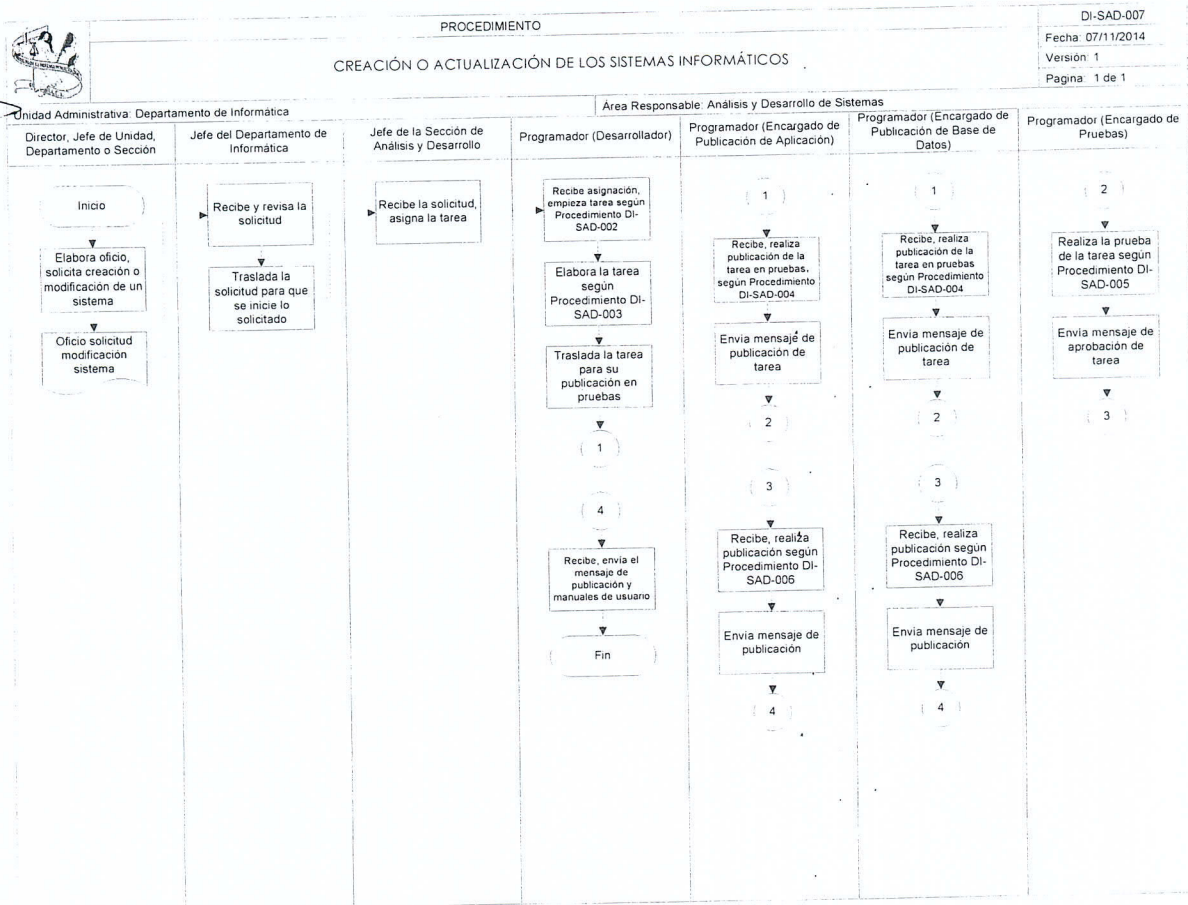 PROCEDIMIENTO
CREACIÓN O ACTUALIZACIÓN DE LOS SISTEMAS INFORMÁTICOS
DI-SAD-007
Fecha: 07/11/2014
Versión: 1
Pagina: 1 de 1
Unidad Administrativa: Departamento de Informática
Área Responsable: Análisis y Desarrollo de Sistemas
Director, Jefe de Unidad,
Departamento o Sección
Jefe del Departamento de
Informática
Jefe de la Sección de
Análisis y Desarrollo
Programador (Desarrollador)
Programador (Encargado de
Publicación de Aplicación)
Programador (Encargado de
Publicación de Base de
Datos)
Programador (Encargado de
Pruebas)
Inicio
Elabora oficio,
solicita creación o
modificación de un
sistema
Oficio solicitud
modificación
sistema
Recibe y revisa la
solicitud
Traslada la
solicitud para que
se inicie lo
solicitado
Recibe la solicitud,
asigna la tarea
Recibe asignación,
empieza tarea según
Procedimiento DI-
SAD-002
Elabora la tarea
según
Procedimiento DI-
SAD-003
Traslada la tarea
para su
publicación en
pruebas
1
4
Recibe, envía el
mensaje de
publicación y
manuales de usuario
Fin
1
Recibe, realiza
publicación de la
tarea en pruebas,
según Procedimiento
DI-SAD-004
Envia mensaje de
publicación de
tarea
2
3
Recibe, realiza
publicación según
Procedimiento DI-
SAD-006
Envia mensaje de
publicación
4
1
Recibe, realiza
publicación de la
tarea en pruebas
según Procedimiento
DI-SAD-004
Envia mensaje de
publicación de
tarea
2
3
Recibe, realiza
publicación según
Procedimiento DI-
SAD-006
Envia mensaje de
publicación
4
2
Realiza la prueba
de la tarea según
Procedimiento DI-
SAD-005
Envia mensaje de
aprobación de
tarea
3